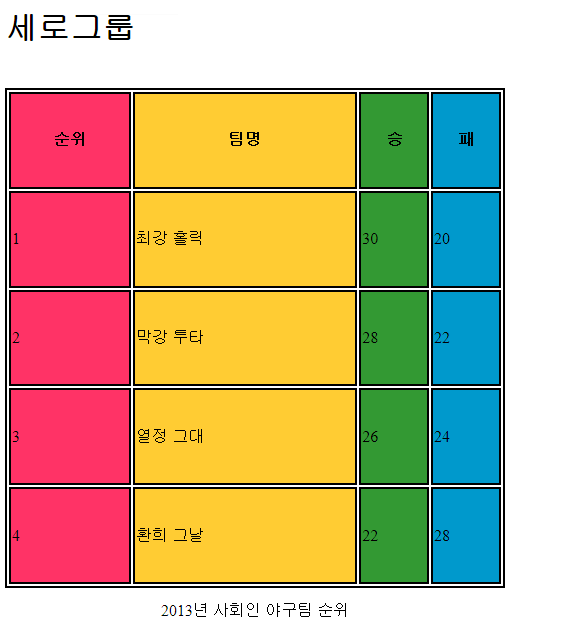 세로그룹
순위 팀명 승 패
1 최강 홀력 30 20
2 막강 투타 28 22
3 열정 그대 26 24
4 환희 그날 22 28
2013년 사회인 야구팀 순위